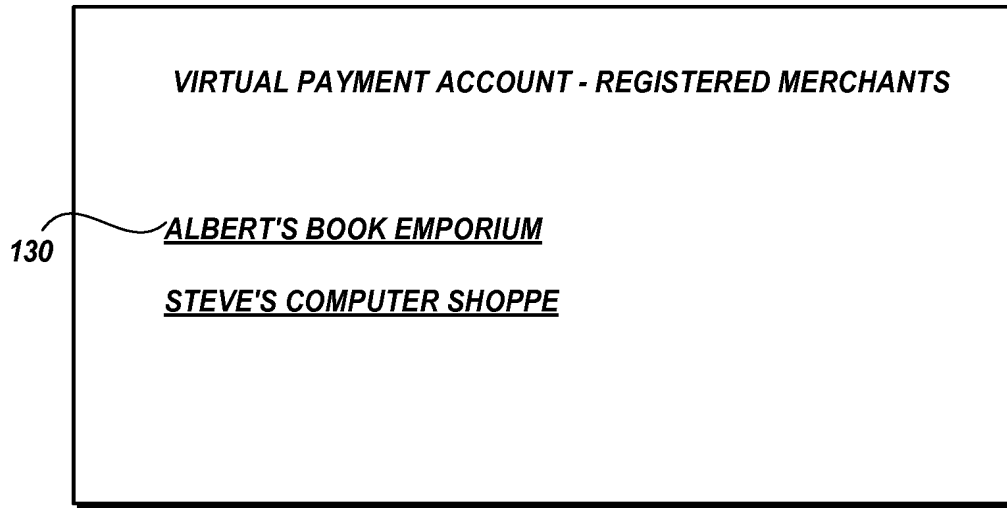 VIRTUAL PAYMENT ACCOUNT - REGISTERED MERCHANTS
ALBERT'S BOOK EMPORIUM
130
STEVE'S COMPUTER SHOPPE